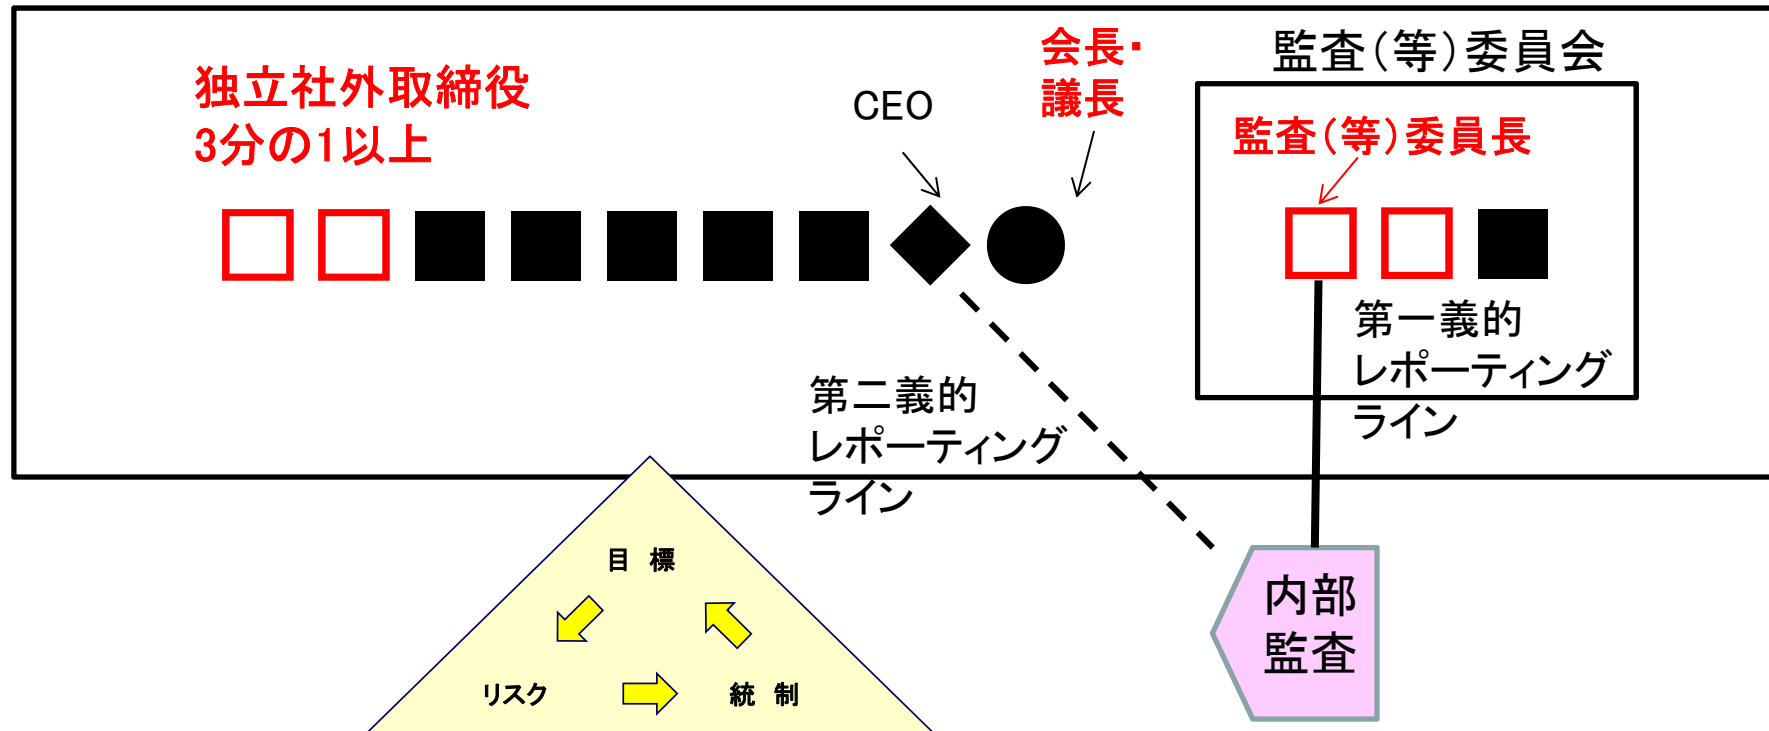 独立社外取締役
3分の1以上
CEO
会長・
議長
監査(等)委員会
監査(等)委員長
第一義的
レポーティング
ライン
第二義的
レポーティング
ライン
目 標
リスク
統 制
内部
監査